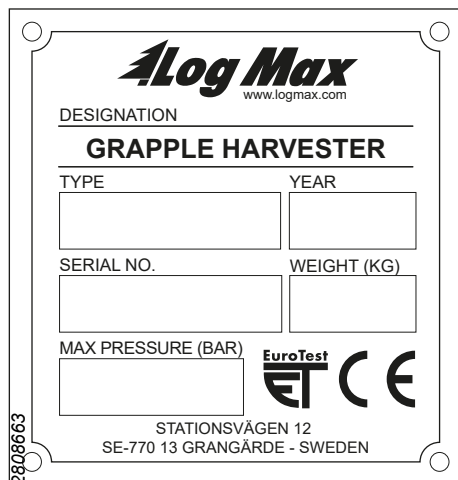 Log Max
www.logmax.com
DESIGNATION
GRAPPLE HARVESTER
TYPE YEAR
SERIAL NO. WEIGHT (KG)
MAX PRESSURE (BAR)
EuroTest
ET CE
STATIONSVÄGEN 12
SE-770 13 GRANGÄRDE - SWEDEN
2808663